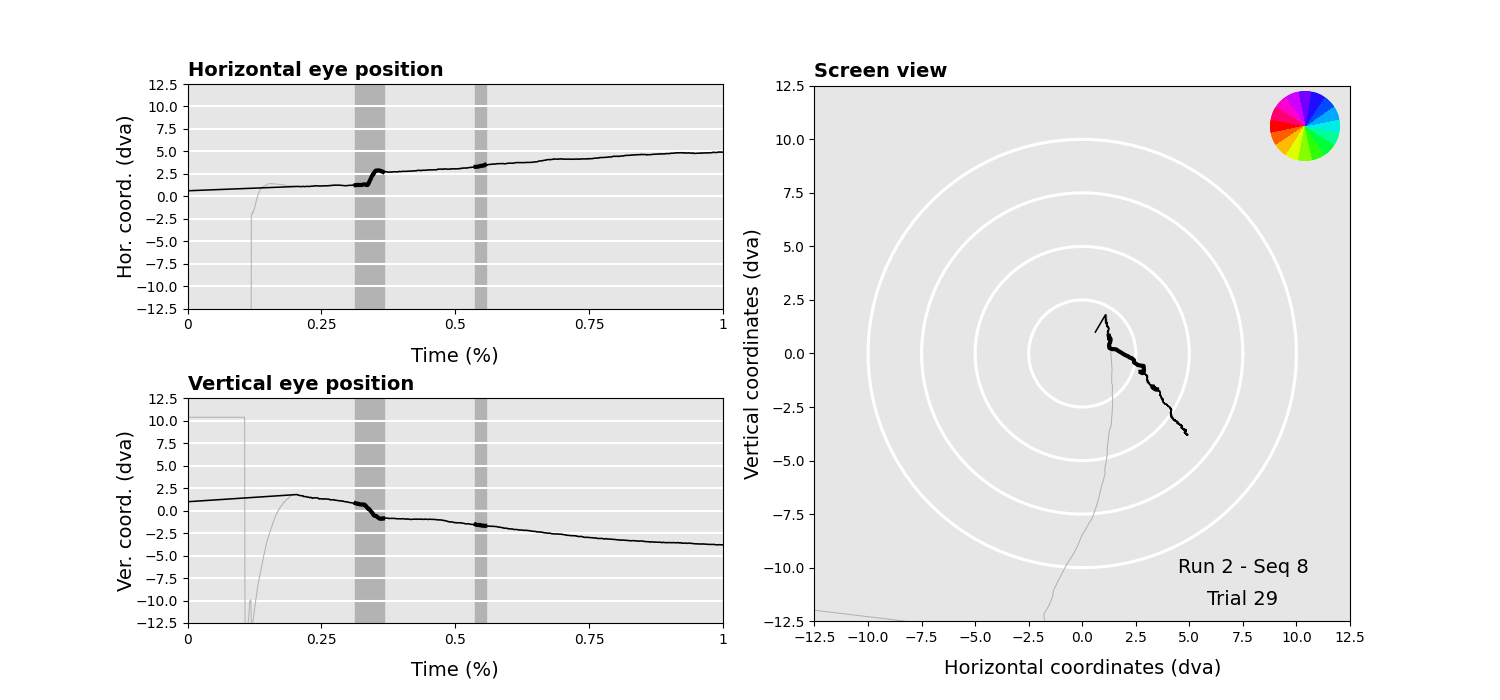 Horizontal eye position
12.5
10.0
7.5
5.0
2.5
0.0
−2.5
−5.0
−7.5
−10.0
−12.5
Hor. coord. (dva)
0 0.25 0.5 0.75 1
Time (%)
Vertical eye position
12.5
10.0
7.5
5.0
2.5
0.0
−2.5
−5.0
−7.5
−10.0
−12.5
Ver. coord. (dva)
0 0.25 0.5 0.75 1
Time (%)
Screen view
12.5
10.0
7.5
5.0
2.5
0.0
−2.5
−5.0
−7.5
−10.0
−12.5
Vertical coordinates (dva)
Run 2 - Seq 8
Trial 29
−12.5 −10.0 −7.5 −5.0 −2.5 0.0 2.5 5.0 7.5 10.0 12.5
Horizontal coordinates (dva)